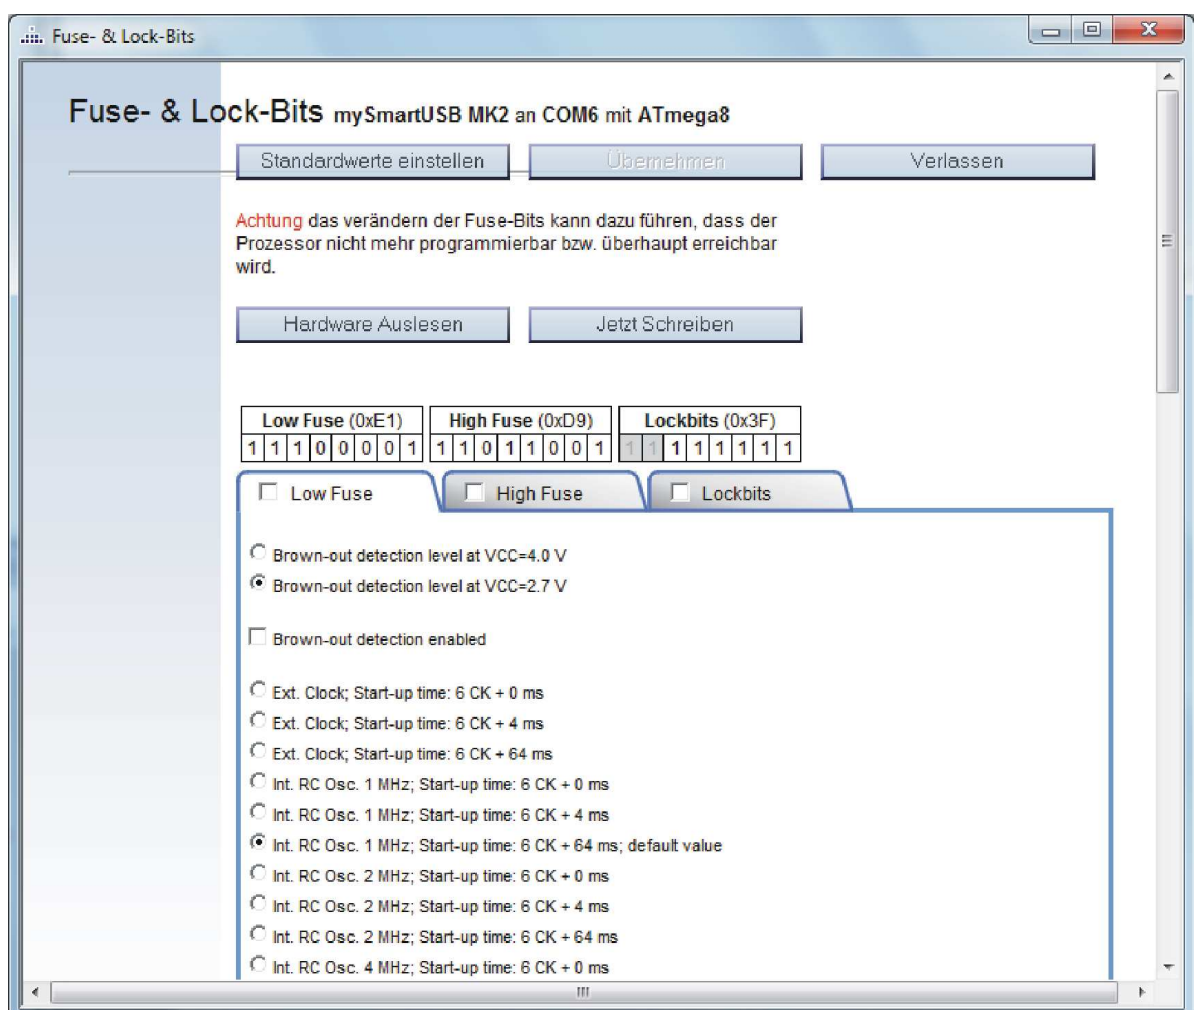 Fuse- & Lock-Bits
Fuse- & Lock-Bits mySmartUSB MK2 an COM6 mit ATmega8
Standardwerte einstellen Übernehmen Verlassen
Achtung das verändern der Fuse-Bits kann dazu führen, dass der
Prozessor nicht mehr programmierbar bzw. überhaupt erreichbar
wird.
Hardware Auslesen Jetzt Schreiben
Low Fuse (0xE1) High Fuse (0xD9) Lockbits (0x3F)
1 1 1 0 0 0 0 1 1 1 0 1 1 0 0 1 1 1 1 1 1 1 1 1
Low Fuse High Fuse Lockbits
Brown-out detection level at VCC=4.0 V
Brown-out detection level at VCC=2.7 V
Brown-out detection enabled
Ext. Clock; Start-up time: 6 CK + 0 ms
Ext. Clock; Start-up time: 6 CK + 4 ms
Ext. Clock; Start-up time: 6 CK + 64 ms
Int. RC Osc. 1 MHz; Start-up time: 6 CK + 0 ms
Int. RC Osc. 1 MHz; Start-up time: 6 CK + 4 ms
Int. RC Osc. 1 MHz; Start-up time: 6 CK + 64 ms; default value
Int. RC Osc. 2 MHz; Start-up time: 6 CK + 0 ms
Int. RC Osc. 2 MHz; Start-up time: 6 CK + 4 ms
Int. RC Osc. 2 MHz; Start-up time: 6 CK + 64 ms
Int. RC Osc. 4 MHz; Start-up time: 6 CK + 0 ms